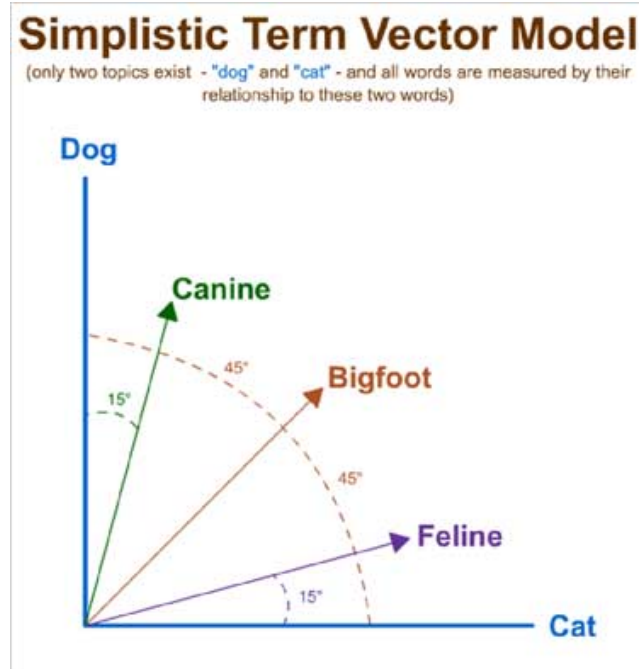 Simplistic Term Vector Model
(only two topics exist - "dog" and "cat" - and all words are measured by their
relationship to these two words)
Dog
Canine
45°
15°
Bigfoot
45°
Feline
15°
Cat